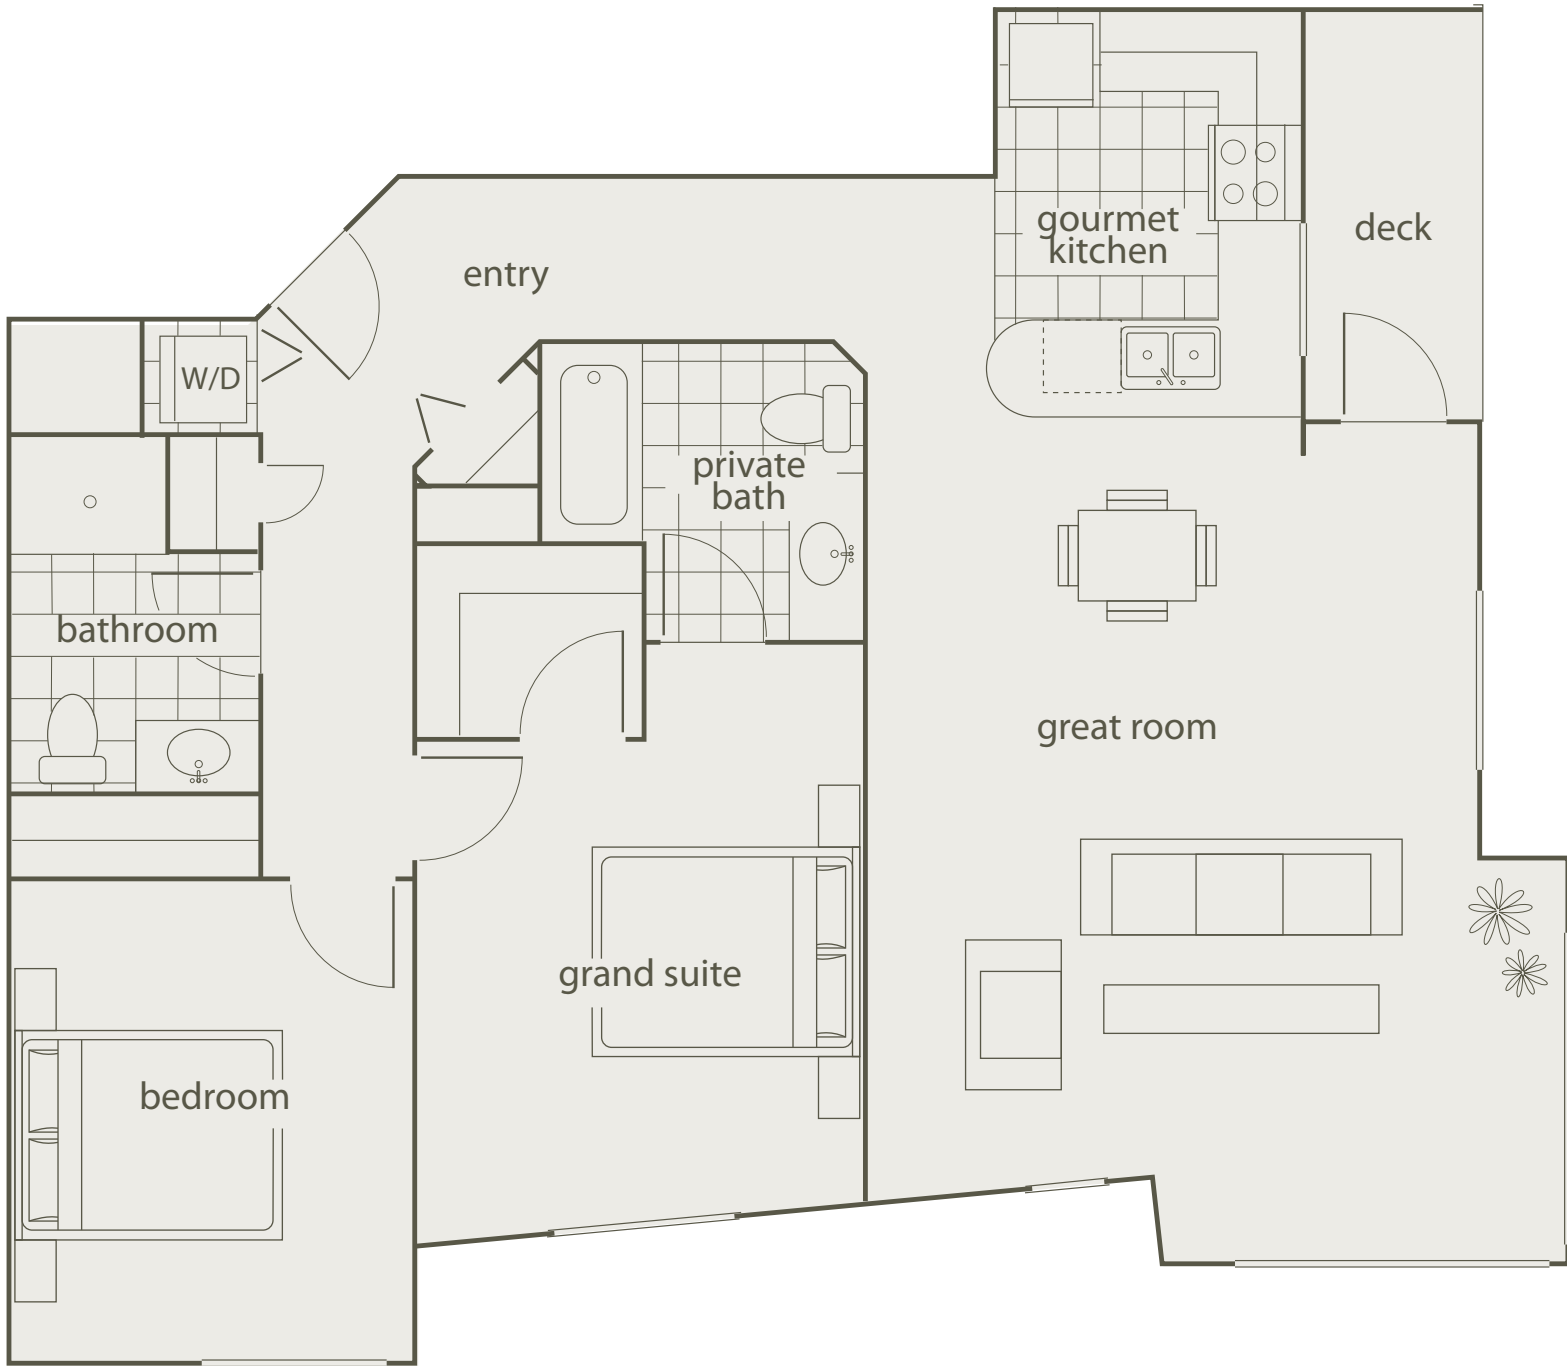 gourmet
kitchen
deck
entry
W/D
private
bath
bathroom
great room
grand suite
bedroom